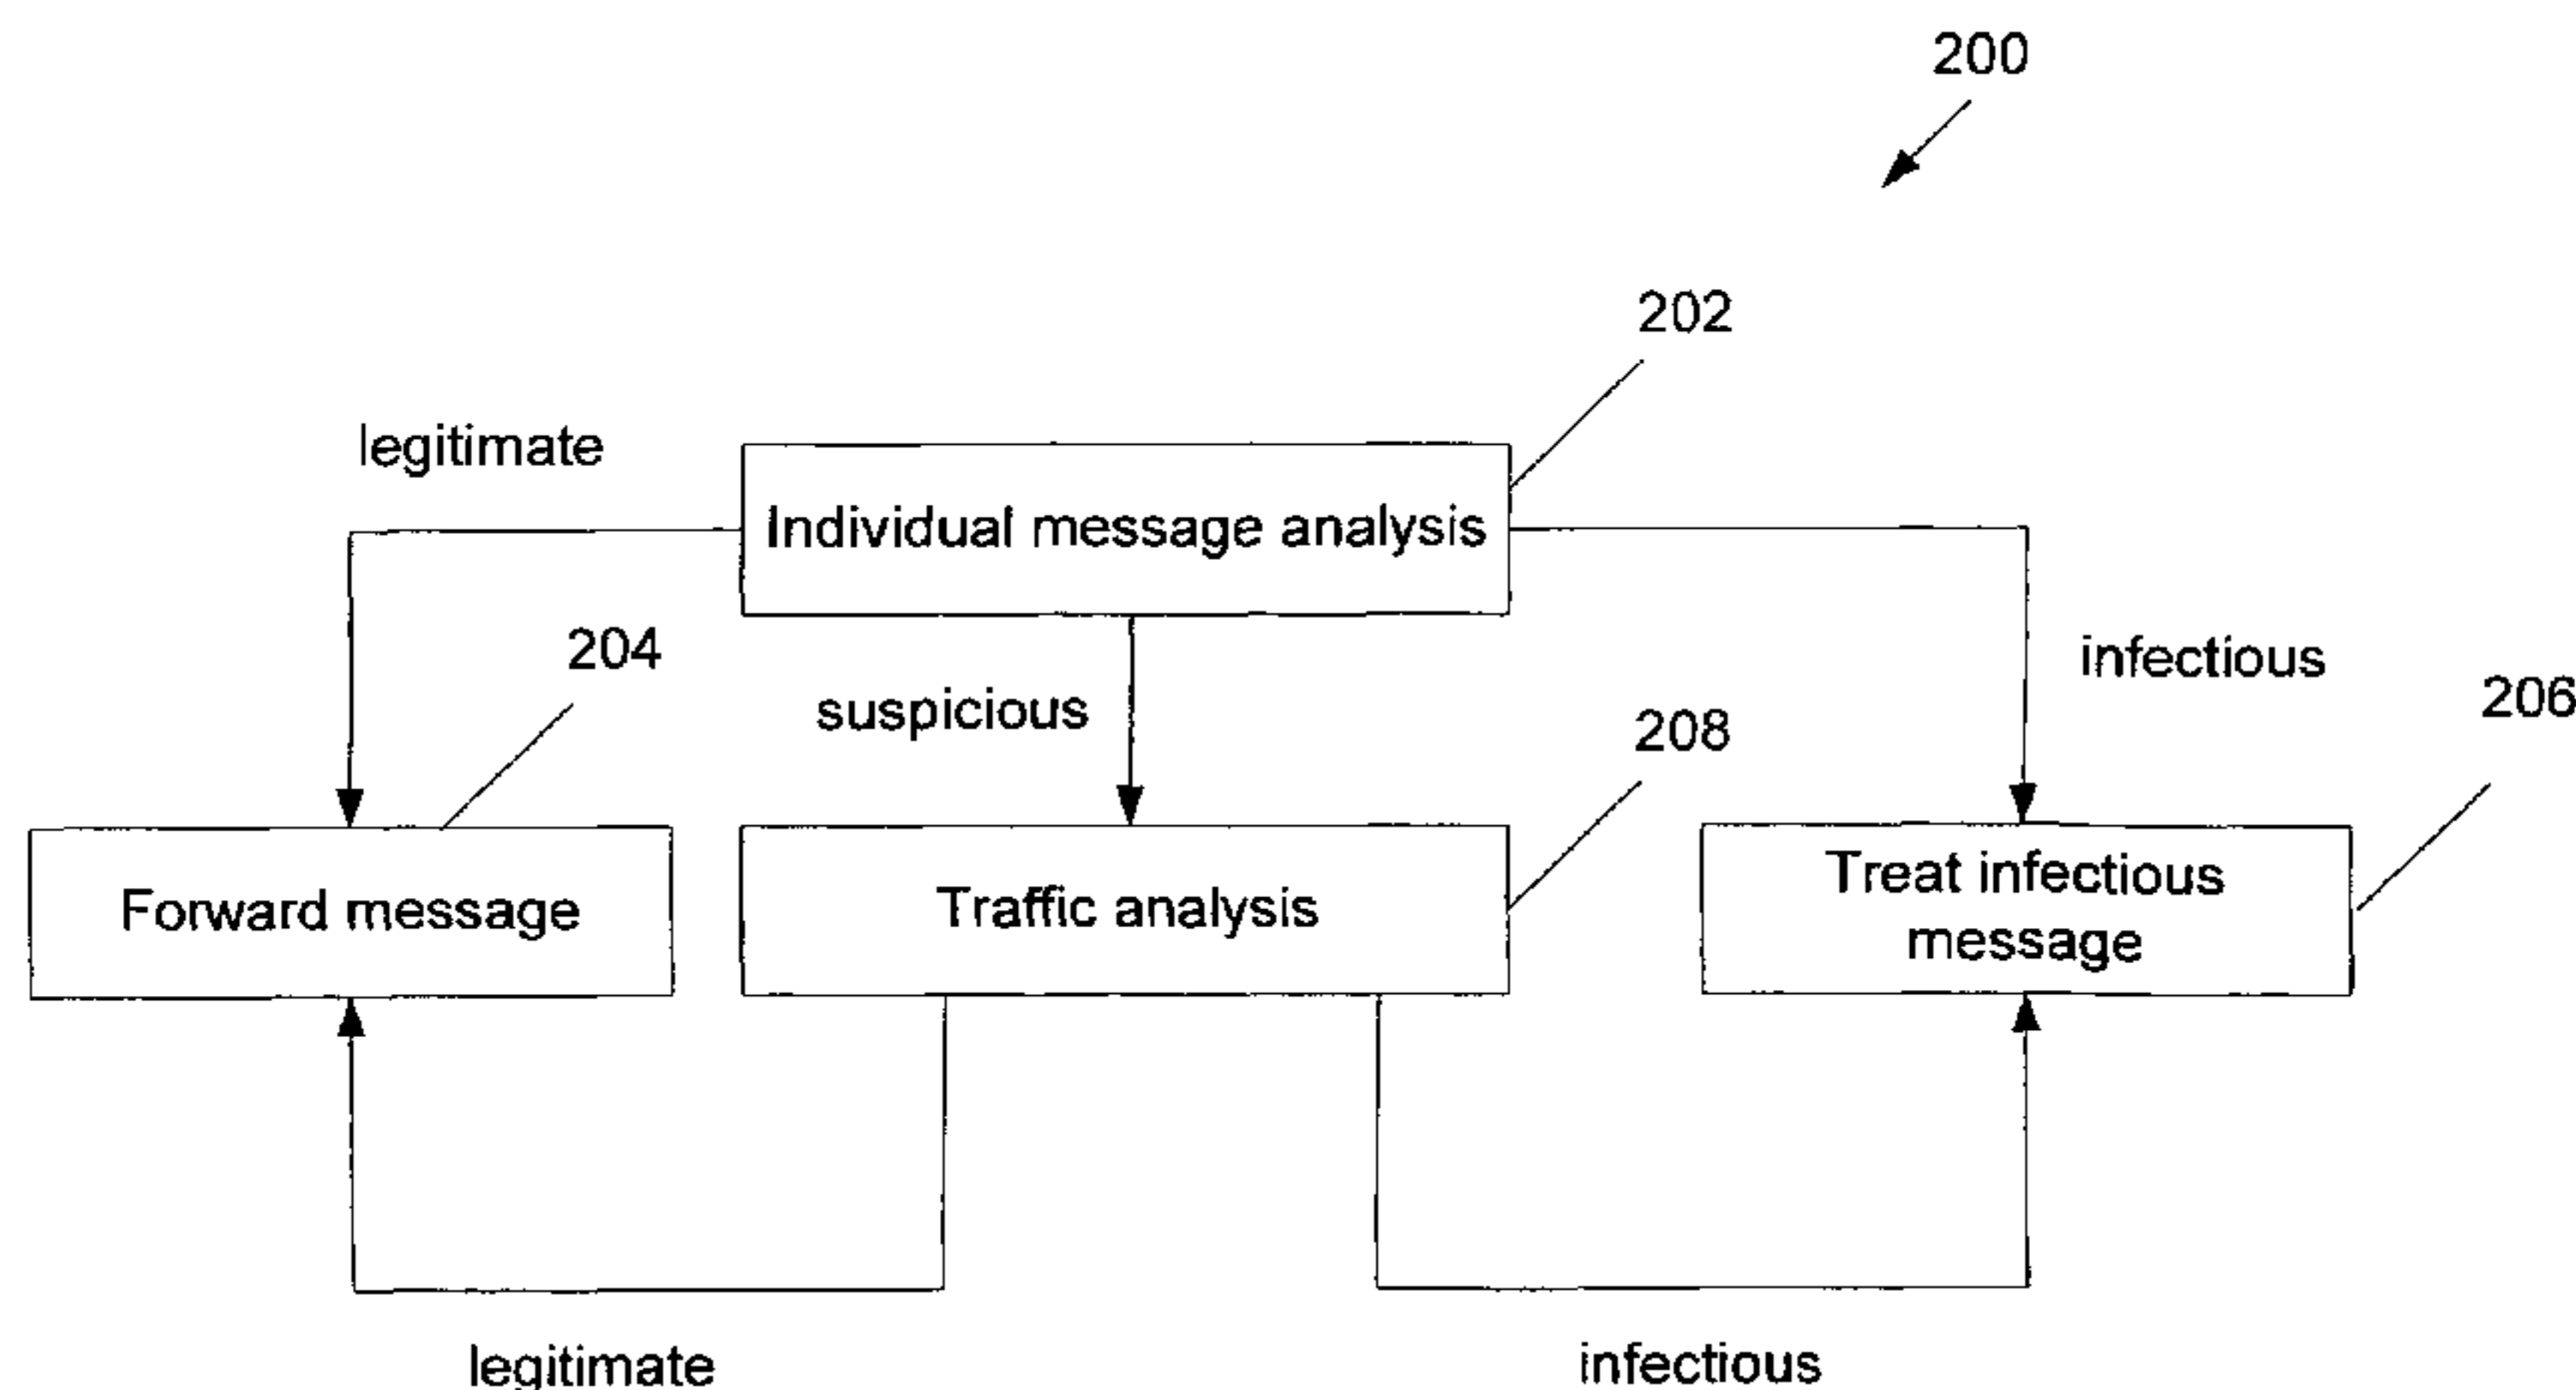 200
202
legitimate
Individual message analysis
204
infectious
suspicious
206
208
Forward message
Traffic analysis
Treat infectious
message
legitimate
infectious